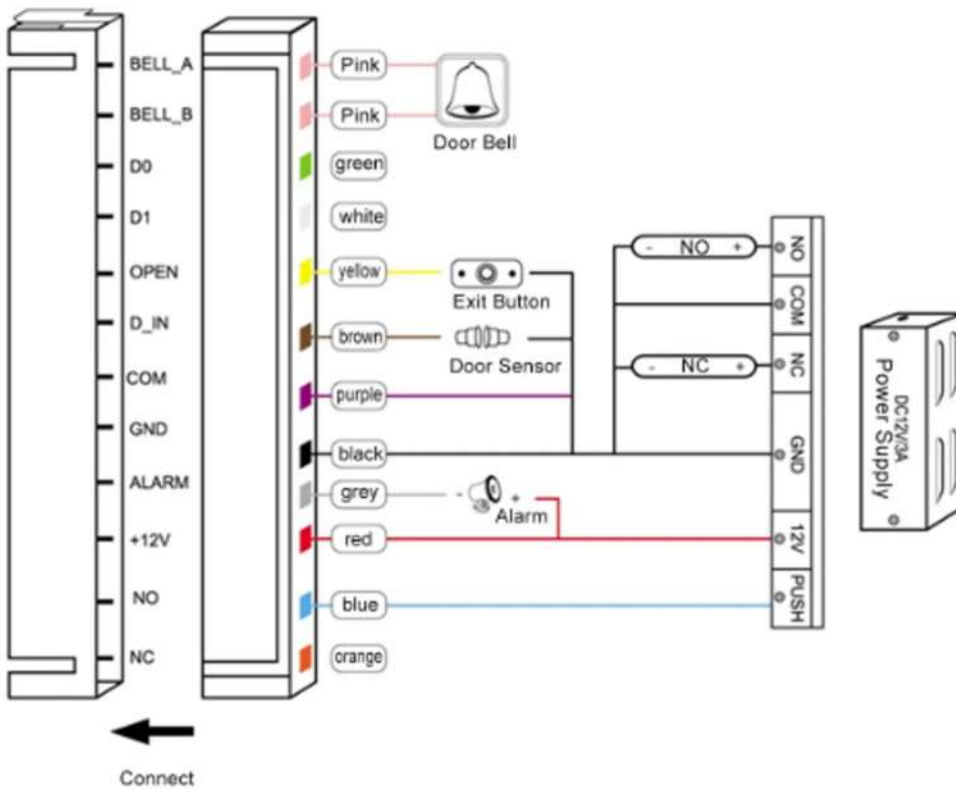 BELL_A
BELL_B
D0
D1
OPEN
D_IN
COM
GND
ALARM
+12V
NO
NC
Connect
Pink
Pink
green
white
yellow
brown
purple
black
grey
red
blue
orange
Door Bell
Exit Button
Door Sensor
- + Alarm
- NO +
- NC +
NO
COM
NC
GND
12V
PUSH
DC12V/3A
Power Supply